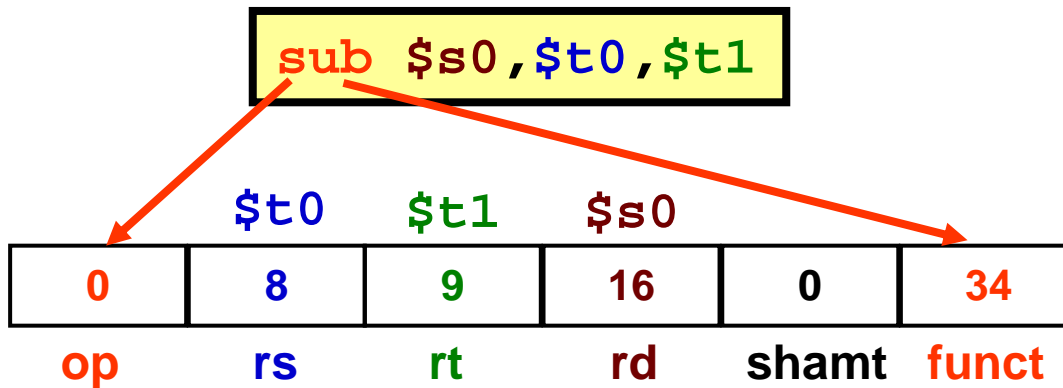 sub $s0,$t0,$t1
$t0 $t1 $s0
0 8 9 16 0 34
op rs rt rd shamt funct